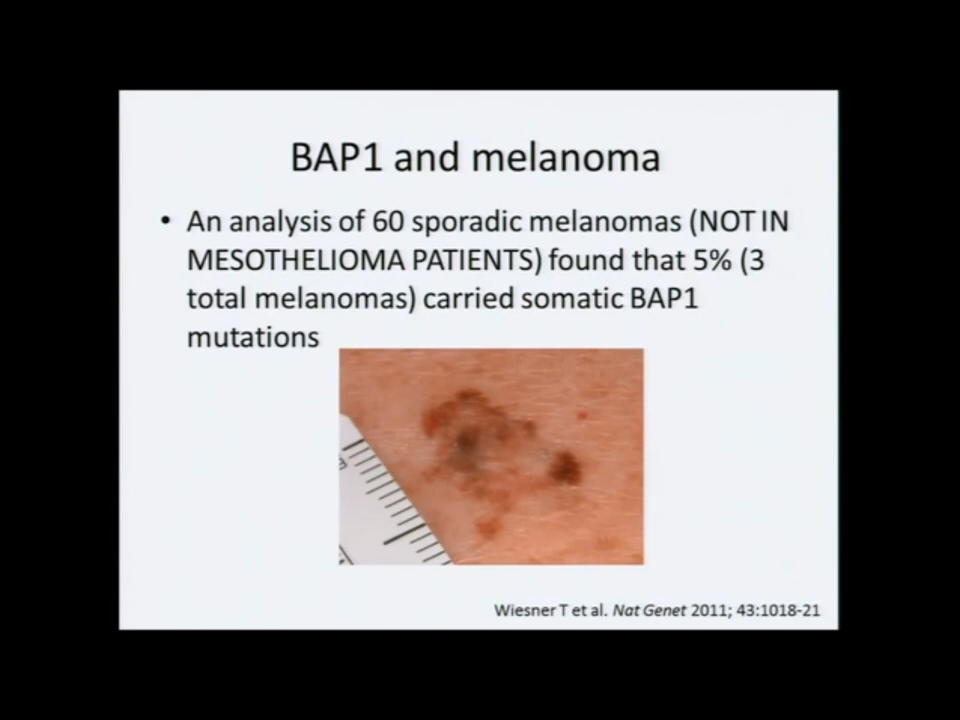 BAP1 and melanoma
• An analysis of 60 sporadic melanomas (NOT IN
MESOTHELIOMA PATIENTS) found that 5% (3
total melanomas) carried somatic BAP1
mutations
Wiesner T et al. Nat Genet 2011; 43:1018-21